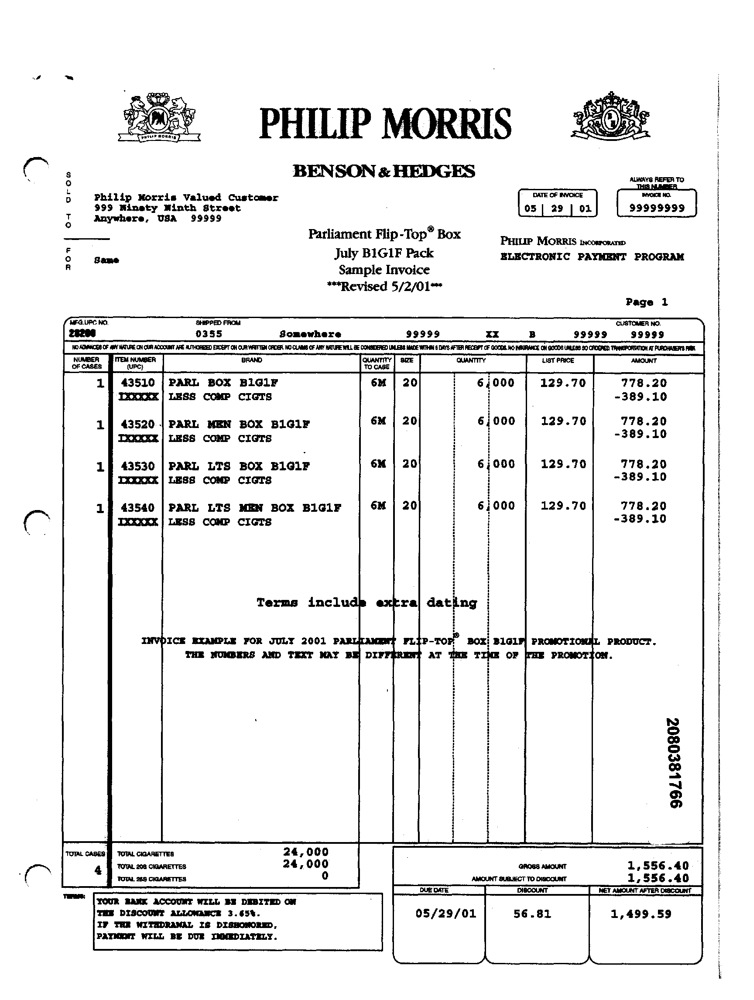 PHILIP MORRIS
BENSON & HEDGES
SOLD TO
Philip Morris Valued Customer
999 Ninety Ninth Street
Anywhere, USA 99999
FOR
Same
Parliament Flip-Top® Box
July B1G1F Pack
Sample Invoice
***Revised 5/2/01***
ALWAYS REFER TO
THIS NUMBER
DATE OF INVOICE
05 | 29 | 01
INVOICE NO.
99999999
PHILIP MORRIS INCORPORATED
ELECTRONIC PAYMENT PROGRAM
Page 1
MFG.UPC NO. SHIPPED FROM CUSTOMER NO.
28200 0355 Somewhere 99999 XX B 99999 99999
NO ADVANCES OF ANY NATURE ON OUR ACCOUNT ARE AUTHORIZED EXCEPT ON OUR WRITTEN ORDER. NO CLAIMS OF ANY NATURE WILL BE CONSIDERED UNLESS MADE WITHIN 5 DAYS AFTER RECEIPT OF GOODS. NO INSURANCE ON GOODS UNLESS SO ORDERED. TRANSPORTATION AT PURCHASER'S RISK.
NUMBER OF CASES ITEM NUMBER (UPC) BRAND QUANTITY TO CASE SIZE QUANTITY LIST PRICE AMOUNT
1 43510 PARL BOX B1G1F 6M 20 6,000 129.70 778.20
IXXXXX LESS COMP CIGTS -389.10
1 43520 PARL MEN BOX B1G1F 6M 20 6,000 129.70 778.20
IXXXXX LESS COMP CIGTS -389.10
1 43530 PARL LTS BOX B1G1F 6M 20 6,000 129.70 778.20
IXXXXX LESS COMP CIGTS -389.10
1 43540 PARL LTS MEN BOX B1G1F 6M 20 6,000 129.70 778.20
IXXXXX LESS COMP CIGTS -389.10
Terms include extra dating
INVOICE EXAMPLE FOR JULY 2001 PARLIAMENT FLIP-TOP® BOX B1G1F PROMOTIONAL PRODUCT.
THE NUMBERS AND TEXT MAY BE DIFFERENT AT THE TIME OF THE PROMOTION.
2080381766
TOTAL CASES
4
TOTAL CIGARETTES 24,000
TOTAL 20S CIGARETTES 24,000
TOTAL 25S CIGARETTES 0
GROSS AMOUNT 1,556.40
AMOUNT SUBJECT TO DISCOUNT 1,556.40
DUE DATE DISCOUNT NET AMOUNT AFTER DISCOUNT
05/29/01 56.81 1,499.59
TERMS:
YOUR BANK ACCOUNT WILL BE DEBITED ON
THE DISCOUNT ALLOWANCE 3.65%.
IF THE WITHDRAWAL IS DISHONORED,
PAYMENT WILL BE DUE IMMEDIATELY.